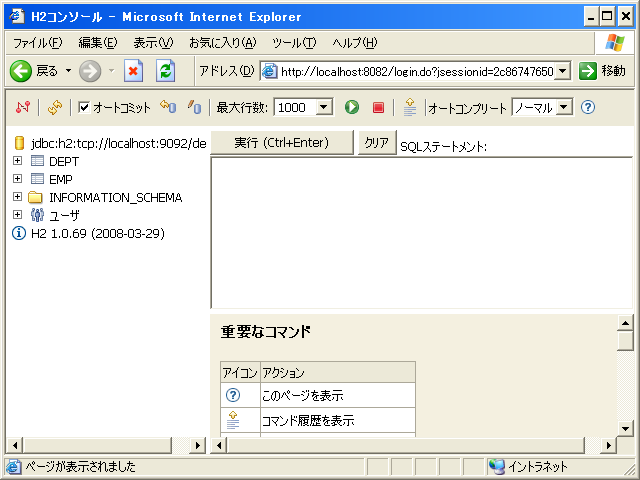 H2コンソール - Microsoft Internet Explorer
ファイル(F) 編集(E) 表示(V) お気に入り(A) ツール(T) ヘルプ(H)
戻る アドレス(D) http://localhost:8082/login.do?jsessionid=2c86747650 移動
オートコミット 最大行数: 1000 オートコンプリート ノーマル
jdbc:h2:tcp://localhost:9092/de
DEPT
EMP
INFORMATION_SCHEMA
ユーザ
H2 1.0.69 (2008-03-29)
実行 (Ctrl+Enter) クリア SQLステートメント:
重要なコマンド
アイコン アクション
このページを表示
コマンド履歴を表示
ページが表示されました イントラネット